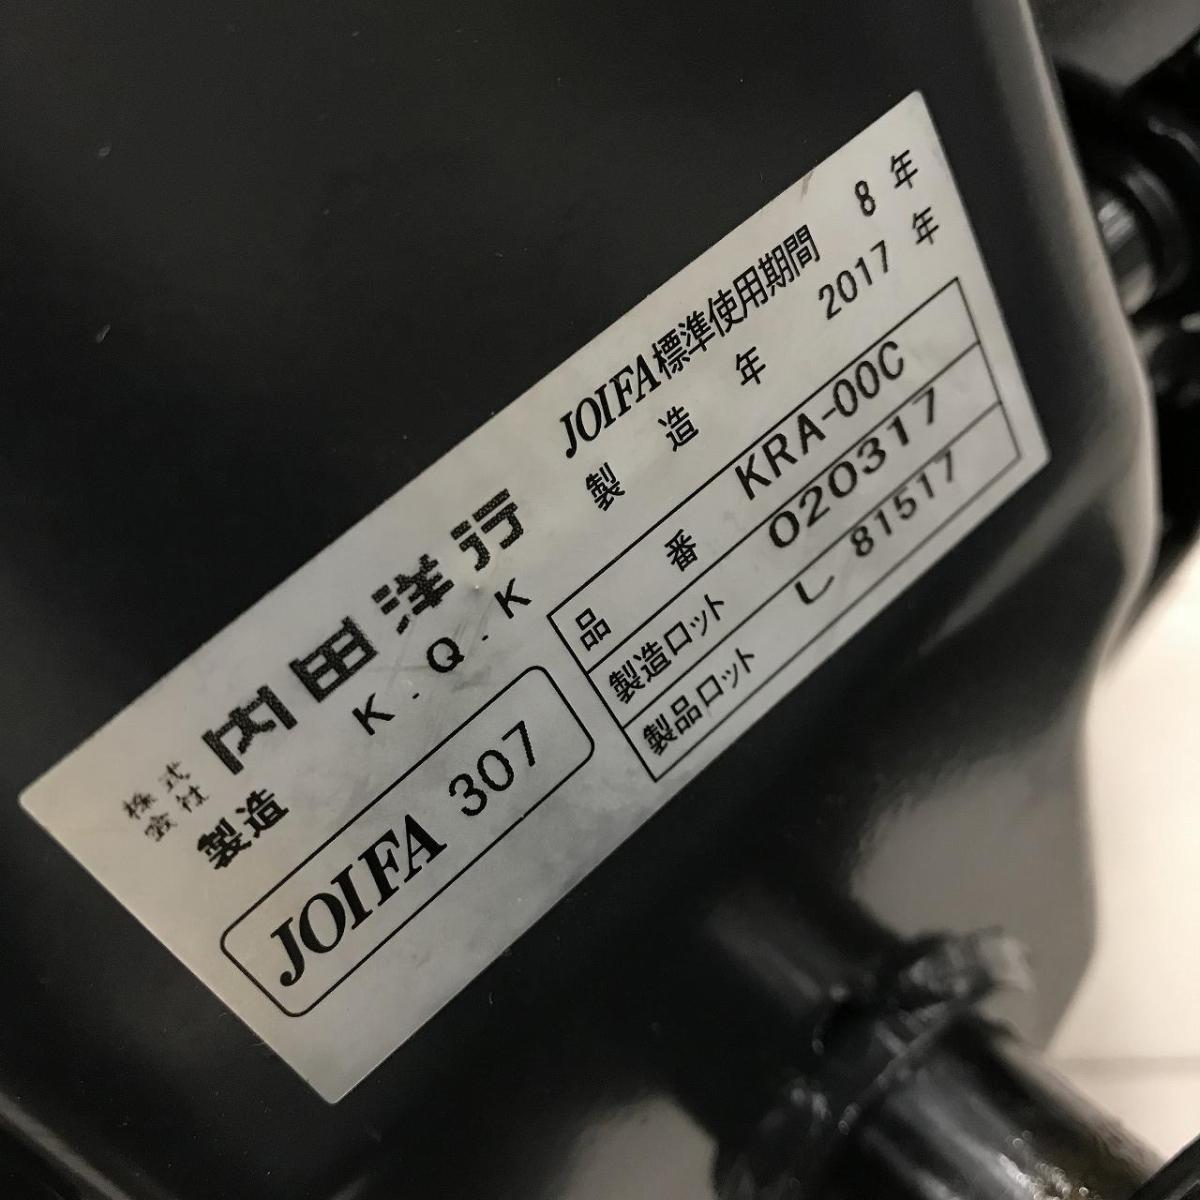 株式会社 内田洋行
製造 K-Q-K
JOIFA 307
JOIFA標準使用期間 8年
製造年 2017年
品番 KRA-00C
製造ロット 020317
製品ロット し 81517